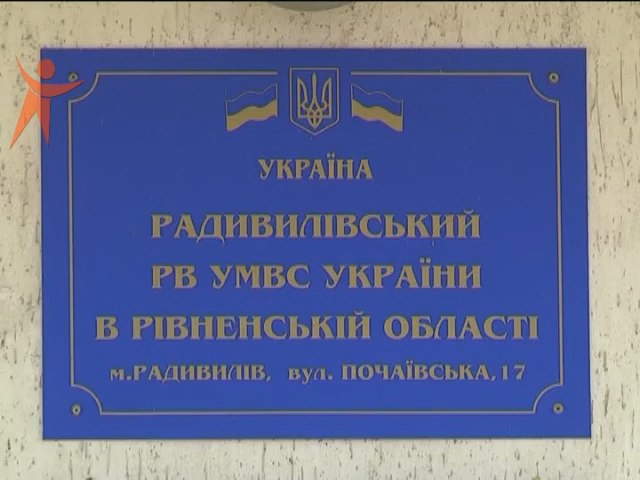 УКРАЇНА
РАДИВИЛІВСЬКИЙ
РВ УМВС УКРАЇНИ
В РІВНЕНСЬКІЙ ОБЛАСТІ
м.РАДИВИЛІВ, вул. ПОЧАЇВСЬКА, 17